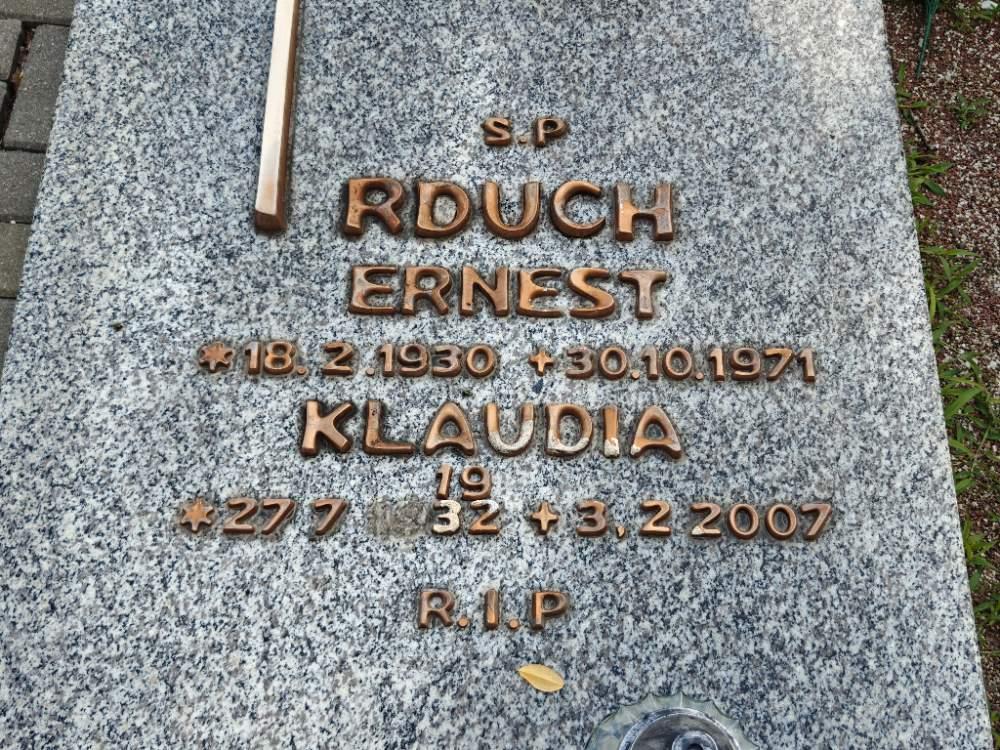 S.P
RDUCH
ERNEST
*18.2.1930 +30.10.1971
KLAUDIA
19
*27 7 32 +3,2 2007
R.I.P